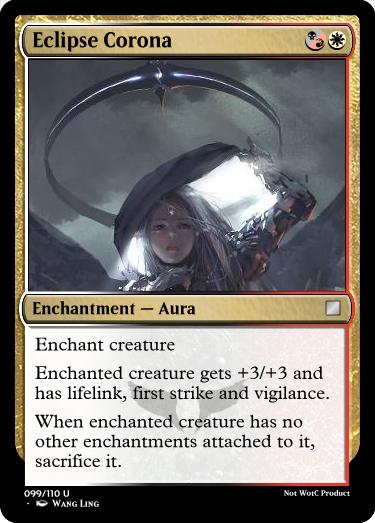 Eclipse Corona
Enchantment — Aura
Enchant creature
Enchanted creature gets +3/+3 and
has lifelink, first strike and vigilance.
When enchanted creature has no
other enchantments attached to it,
sacrifice it.
099/110 U
Not WotC Product
· Wang Ling